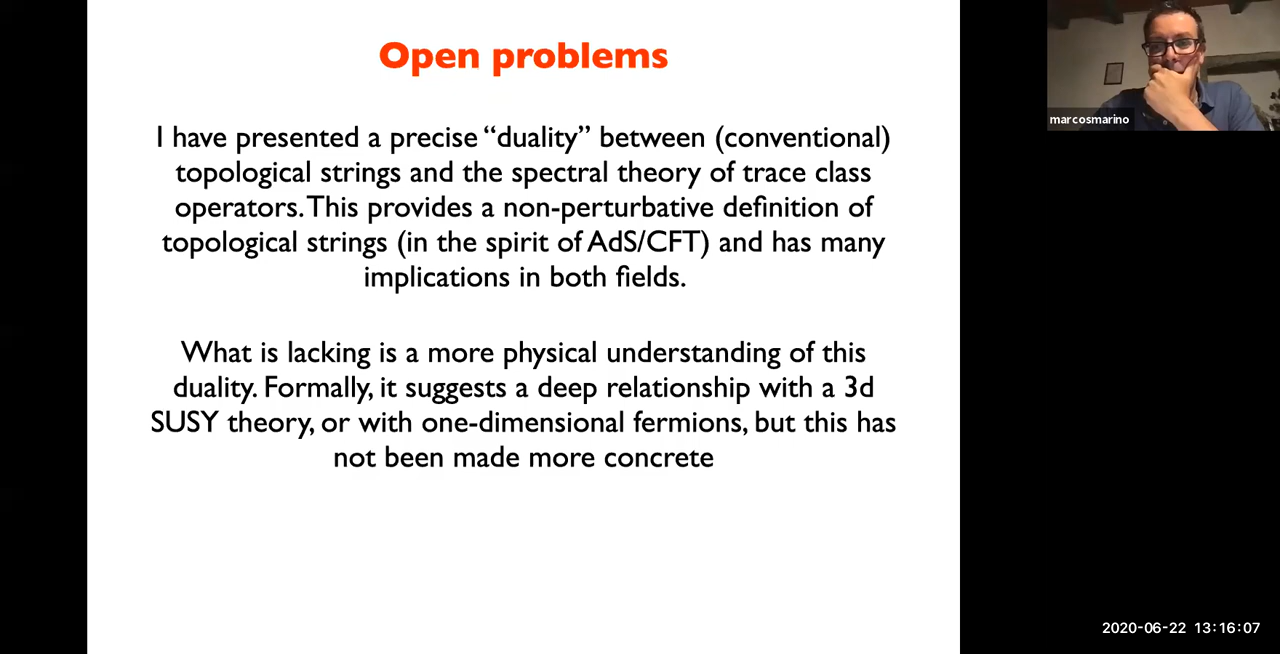 Open problems
I have presented a precise “duality” between (conventional)
topological strings and the spectral theory of trace class
operators. This provides a non-perturbative definition of
topological strings (in the spirit of AdS/CFT) and has many
implications in both fields.
What is lacking is a more physical understanding of this
duality. Formally, it suggests a deep relationship with a 3d
SUSY theory, or with one-dimensional fermions, but this has
not been made more concrete
marcosmarino
2020-06-22 13:16:07